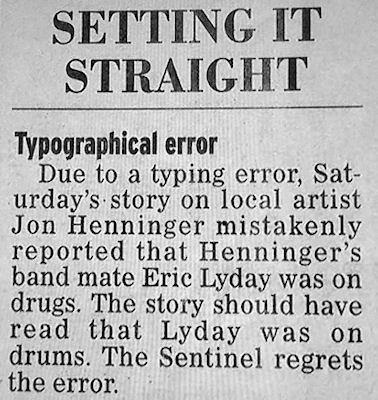 SETTING IT
STRAIGHT
Typographical error
Due to a typing error, Sat-
urday's story on local artist
Jon Henninger mistakenly
reported that Henninger's
band mate Eric Lyday was on
drugs. The story should have
read that Lyday was on
drums. The Sentinel regrets
the error.